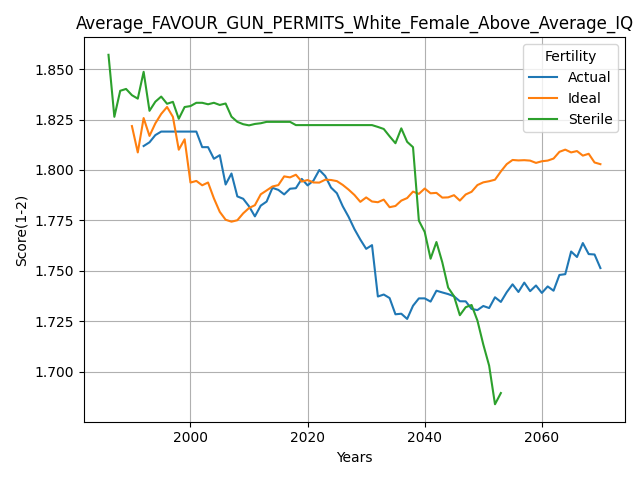 Average_FAVOUR_GUN_PERMITS_White_Female_Above_Average_IQ
Fertility
Actual
Ideal
Sterile
1.850
1.825
1.800
1.775
1.750
1.725
1.700
Score(1-2)
2000
2020
2040
2060
Years